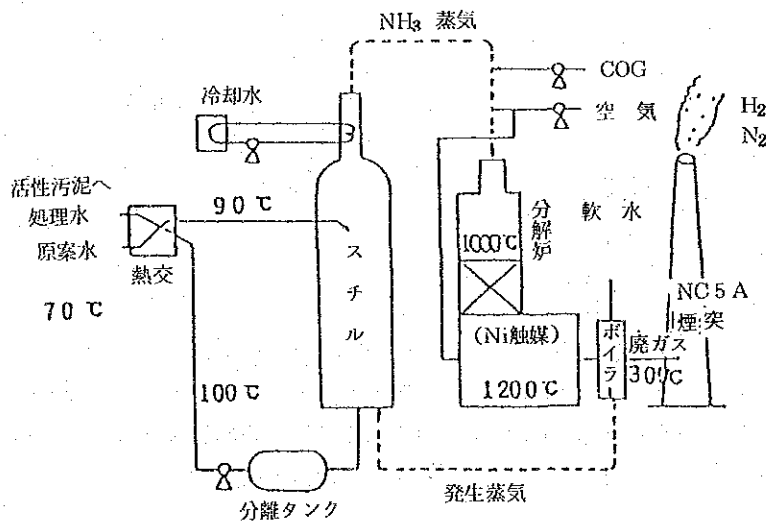 NH₃ 蒸気
COG
冷却水
空気
H₂
N₂
活性汚泥へ
処理水
90℃
原案水
熱交
70℃
スチル
1000℃
分解炉
軟水
(Ni触媒)
1200℃
ボイラ
NC5A
煙突
廃ガス
300℃
100℃
分離タンク
発生蒸気